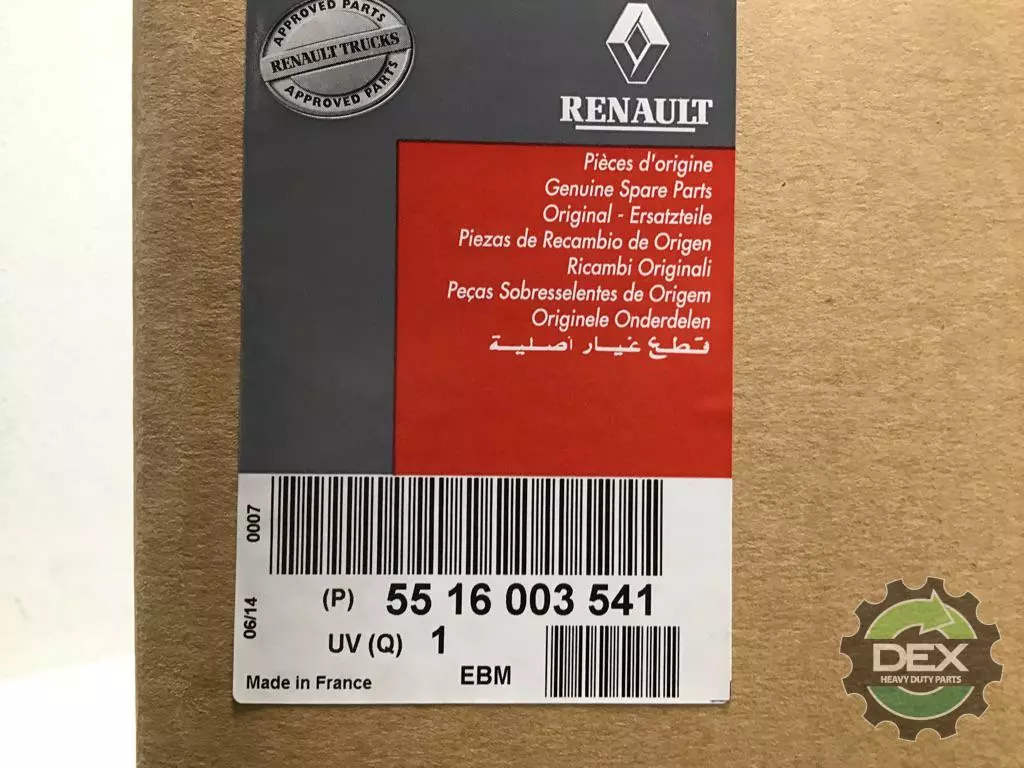 APPROVED PARTS
RENAULT TRUCKS
APPROVED PARTS
RENAULT
Pièces d'origine
Genuine Spare Parts
Original - Ersatzteile
Piezas de Recambio de Origen
Ricambi Originali
Peças Sobresselentes de Origem
Originele Onderdelen
قطع غيار أصلية
0007
06/14
(P) 55 16 003 541
UV (Q) 1
EBM
Made in France
DEX
HEAVY DUTY PARTS